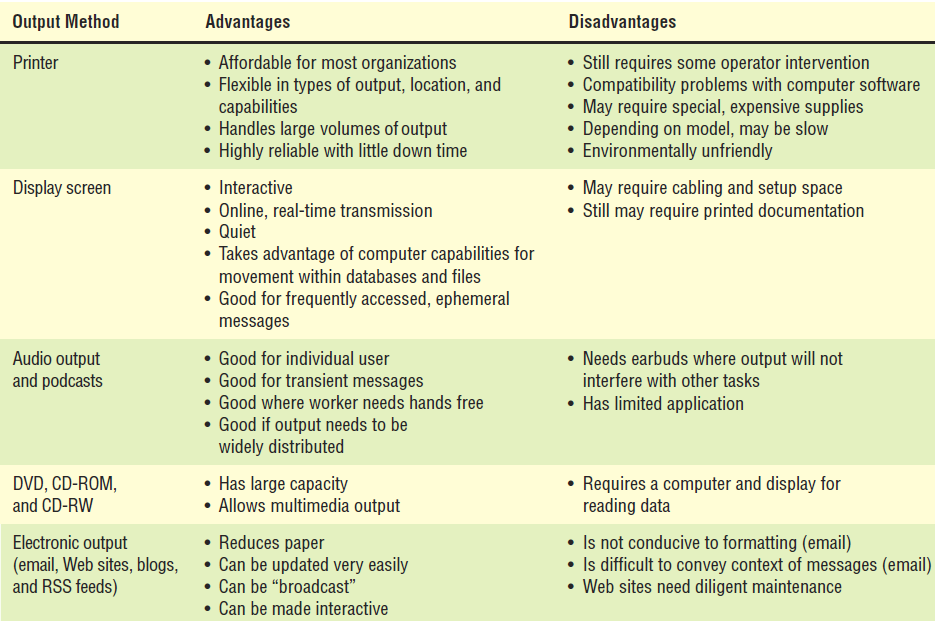 Output Method Advantages Disadvantages
Printer
• Affordable for most organizations
• Flexible in types of output, location, and
capabilities
• Handles large volumes of output
• Highly reliable with little down time
• Still requires some operator intervention
• Compatibility problems with computer software
• May require special, expensive supplies
• Depending on model, may be slow
• Environmentally unfriendly
Display screen
• Interactive
• Online, real-time transmission
• Quiet
• Takes advantage of computer capabilities for
movement within databases and files
• Good for frequently accessed, ephemeral
messages
• May require cabling and setup space
• Still may require printed documentation
Audio output
and podcasts
• Good for individual user
• Good for transient messages
• Good where worker needs hands free
• Good if output needs to be
widely distributed
• Needs earbuds where output will not
interfere with other tasks
• Has limited application
DVD, CD-ROM,
and CD-RW
• Has large capacity
• Allows multimedia output
• Requires a computer and display for
reading data
Electronic output
(email, Web sites, blogs,
and RSS feeds)
• Reduces paper
• Can be updated very easily
• Can be “broadcast”
• Can be made interactive
• Is not conducive to formatting (email)
• Is difficult to convey context of messages (email)
• Web sites need diligent maintenance